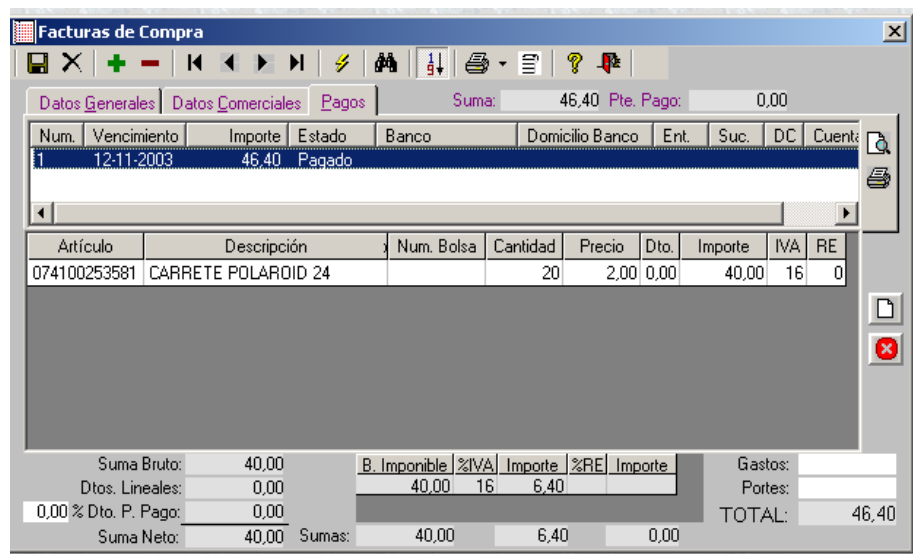 Facturas de Compra
Datos Generales Datos Comerciales Pagos Suma: 46,40 Pte. Pago: 0,00
Num. Vencimiento Importe Estado Banco Domicilio Banco Ent. Suc. DC Cuenta
1 12-11-2003 46,40 Pagado
Artículo Descripción Num. Bolsa Cantidad Precio Dto. Importe IVA RE
074100253581 CARRETE POLAROID 24 20 2,00 0,00 40,00 16 0
Suma Bruto: 40,00 B. Imponible %IVA Importe %RE Importe Gastos:
Dtos. Lineales: 0,00 40,00 16 6,40 Portes:
0,00 % Dto. P. Pago: 0,00 TOTAL: 46,40
Suma Neto: 40,00 Sumas: 40,00 6,40 0,00